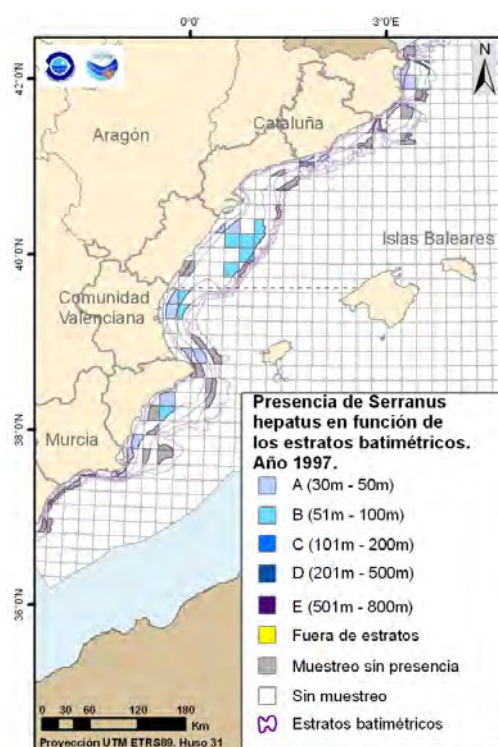 0°0'
3°0'E
42°0'N
Aragón
Cataluña
Islas Baleares
40°0'N
Comunidad
Valenciana
38°0'N
Murcia
36°0'N
N
Presencia de Serranus
hepatus en función de
los estratos batimétricos.
Año 1997.
A (30m - 50m)
B (51m - 100m)
C (101m - 200m)
D (201m - 500m)
E (501m - 800m)
Fuera de estratos
Muestreo sin presencia
Sin muestreo
Estratos batimétricos
0 30 60 120 180
Km
Proyección UTM ETRS89. Huso 31